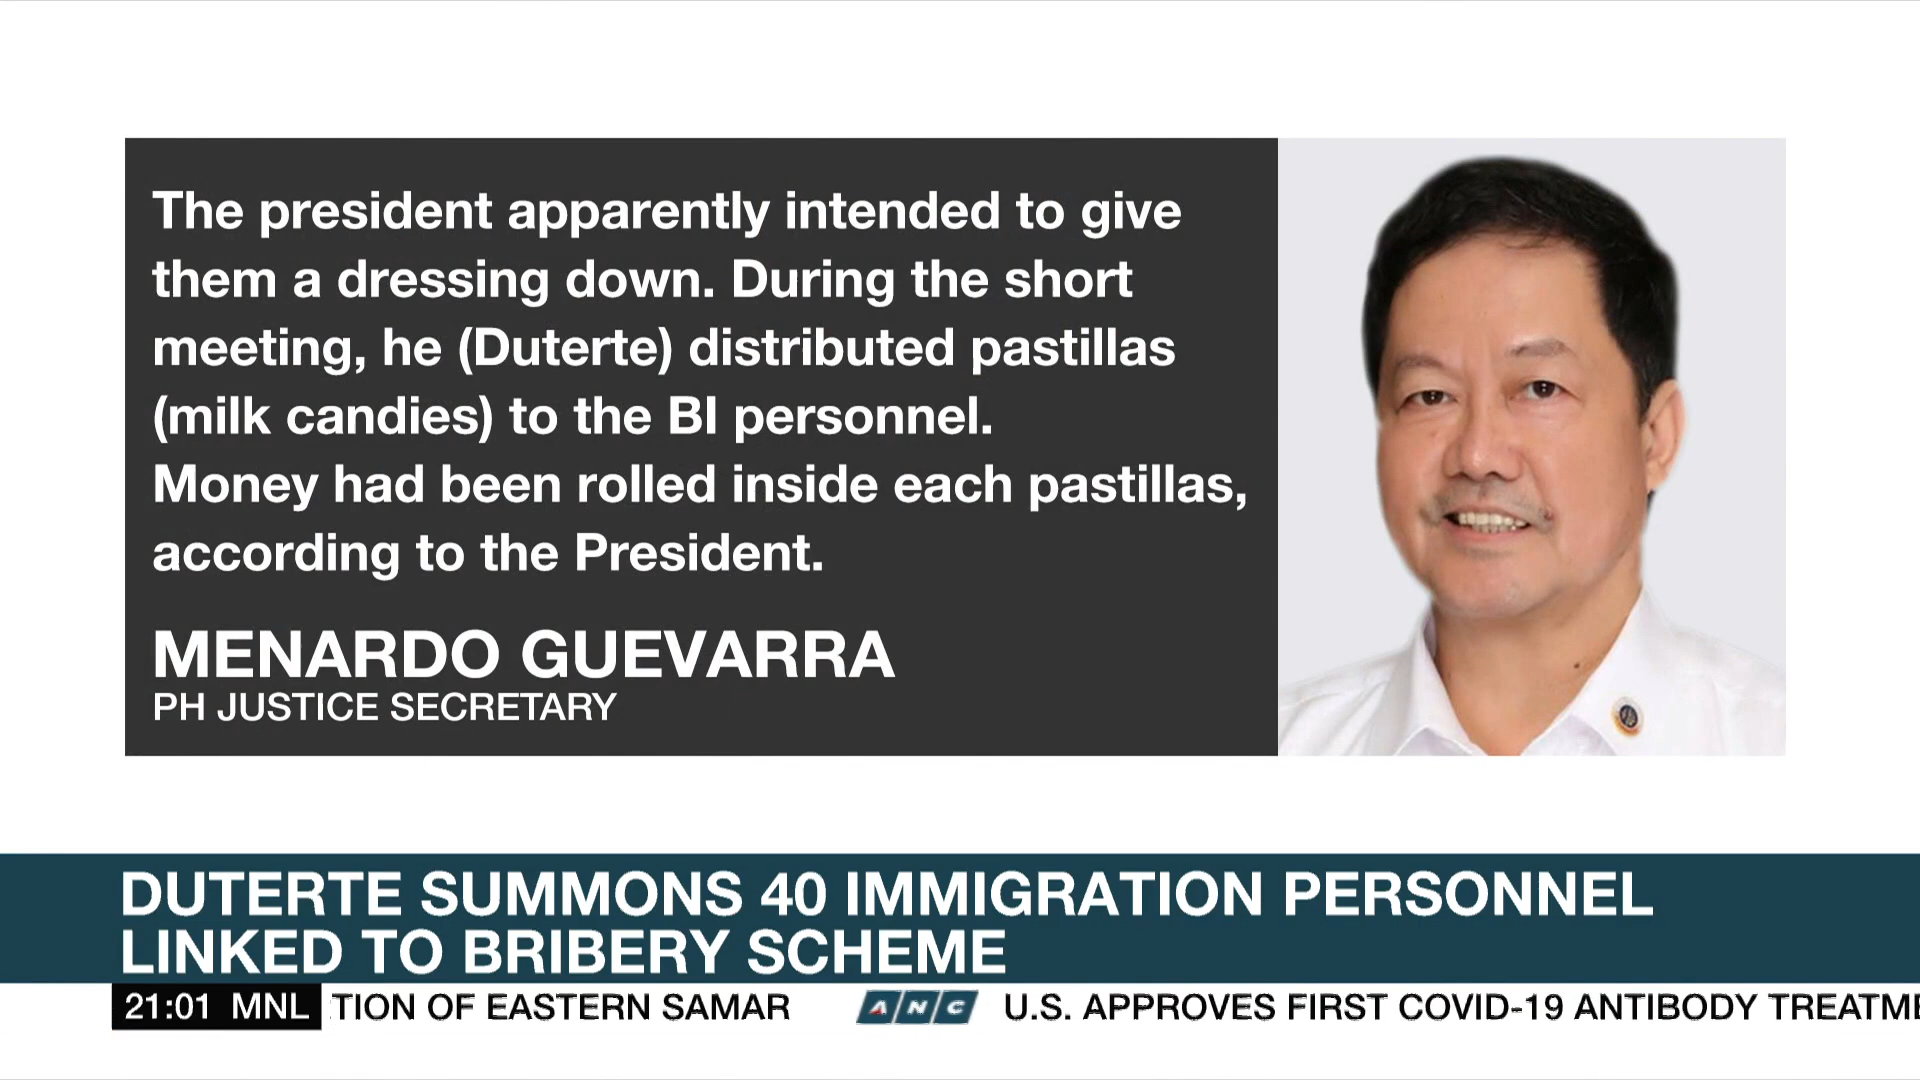 The president apparently intended to give
them a dressing down. During the short
meeting, he (Duterte) distributed pastillas
(milk candies) to the BI personnel.
Money had been rolled inside each pastillas,
according to the President.
MENARDO GUEVARRA
PH JUSTICE SECRETARY
DUTERTE SUMMONS 40 IMMIGRATION PERSONNEL
LINKED TO BRIBERY SCHEME
21:01 MNL TION OF EASTERN SAMAR ANC U.S. APPROVES FIRST COVID-19 ANTIBODY TREATME